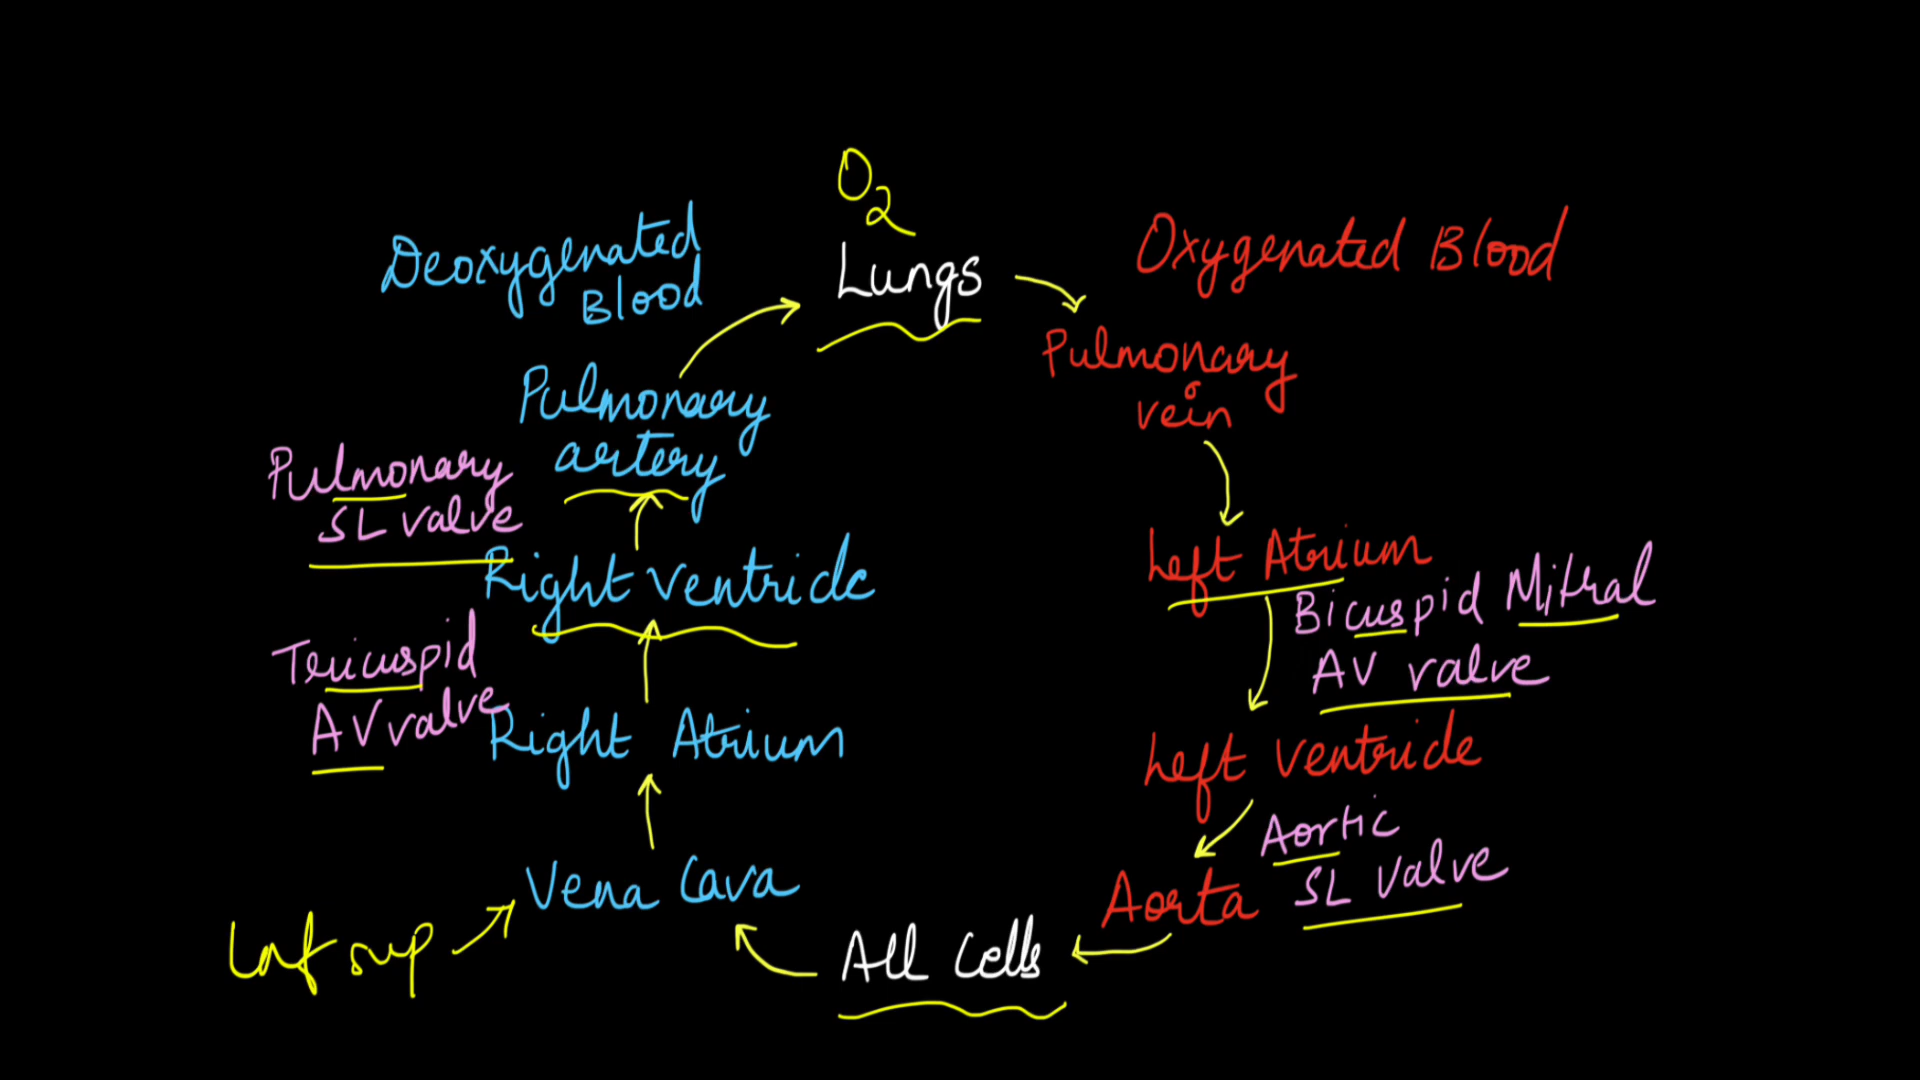 O2
Lungs
Deoxygenated
Blood
Oxygenated Blood
Pulmonary
vein
Pulmonary
artery
Pulmonary
SL valve
Right Ventricle
Left Atrium
Bicuspid Mitral
AV valve
Tricuspid
AV valve
Right Atrium
Left Ventricle
Aortic
SL Valve
Vena Cava
Aorta
All Cells
Inf sup